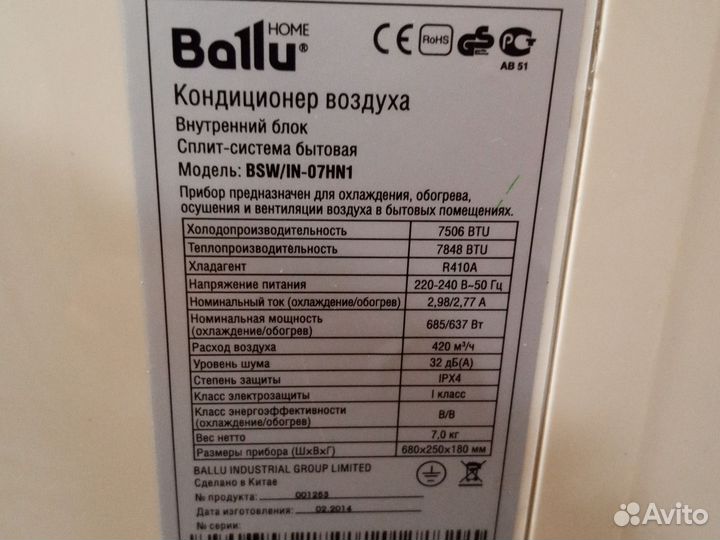 Ballu® HOME
CE RoHS
АВ 51
Кондиционер воздуха
Внутренний блок
Сплит-система бытовая
Модель: BSW/IN-07HN1
Прибор предназначен для охлаждения, обогрева,
осушения и вентиляции воздуха в бытовых помещениях.
Холодопроизводительность 7506 BTU
Теплопроизводительность 7848 BTU
Хладагент R410A
Напряжение питания 220-240 В~50 Гц
Номинальный ток (охлаждение/обогрев) 2,98/2,77 А
Номинальная мощность
(охлаждение/обогрев) 685/637 Вт
Расход воздуха 420 м³/ч
Уровень шума 32 дБ(А)
Степень защиты IPX4
Класс электрозащиты I класс
Класс энергоэффективности
(охлаждение/обогрев) B/B
Вес нетто 7,0 кг
Размеры прибора (ШхВхГ) 680х250х180 мм
BALLU INDUSTRIAL GROUP LIMITED
Сделано в Китае
№ продукта: 001265
Дата изготовления: 02.2014
№ серии:
Avito